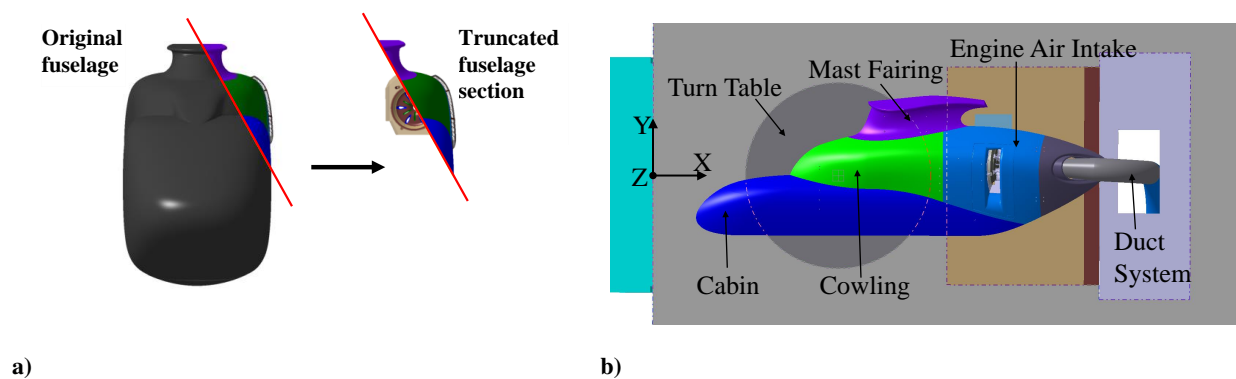 Original
fuselage
Truncated
fuselage
section
Engine Air Intake
Mast Fairing
Turn Table
Y
X
Z
Duct
System
Cabin
Cowling
a)
b)